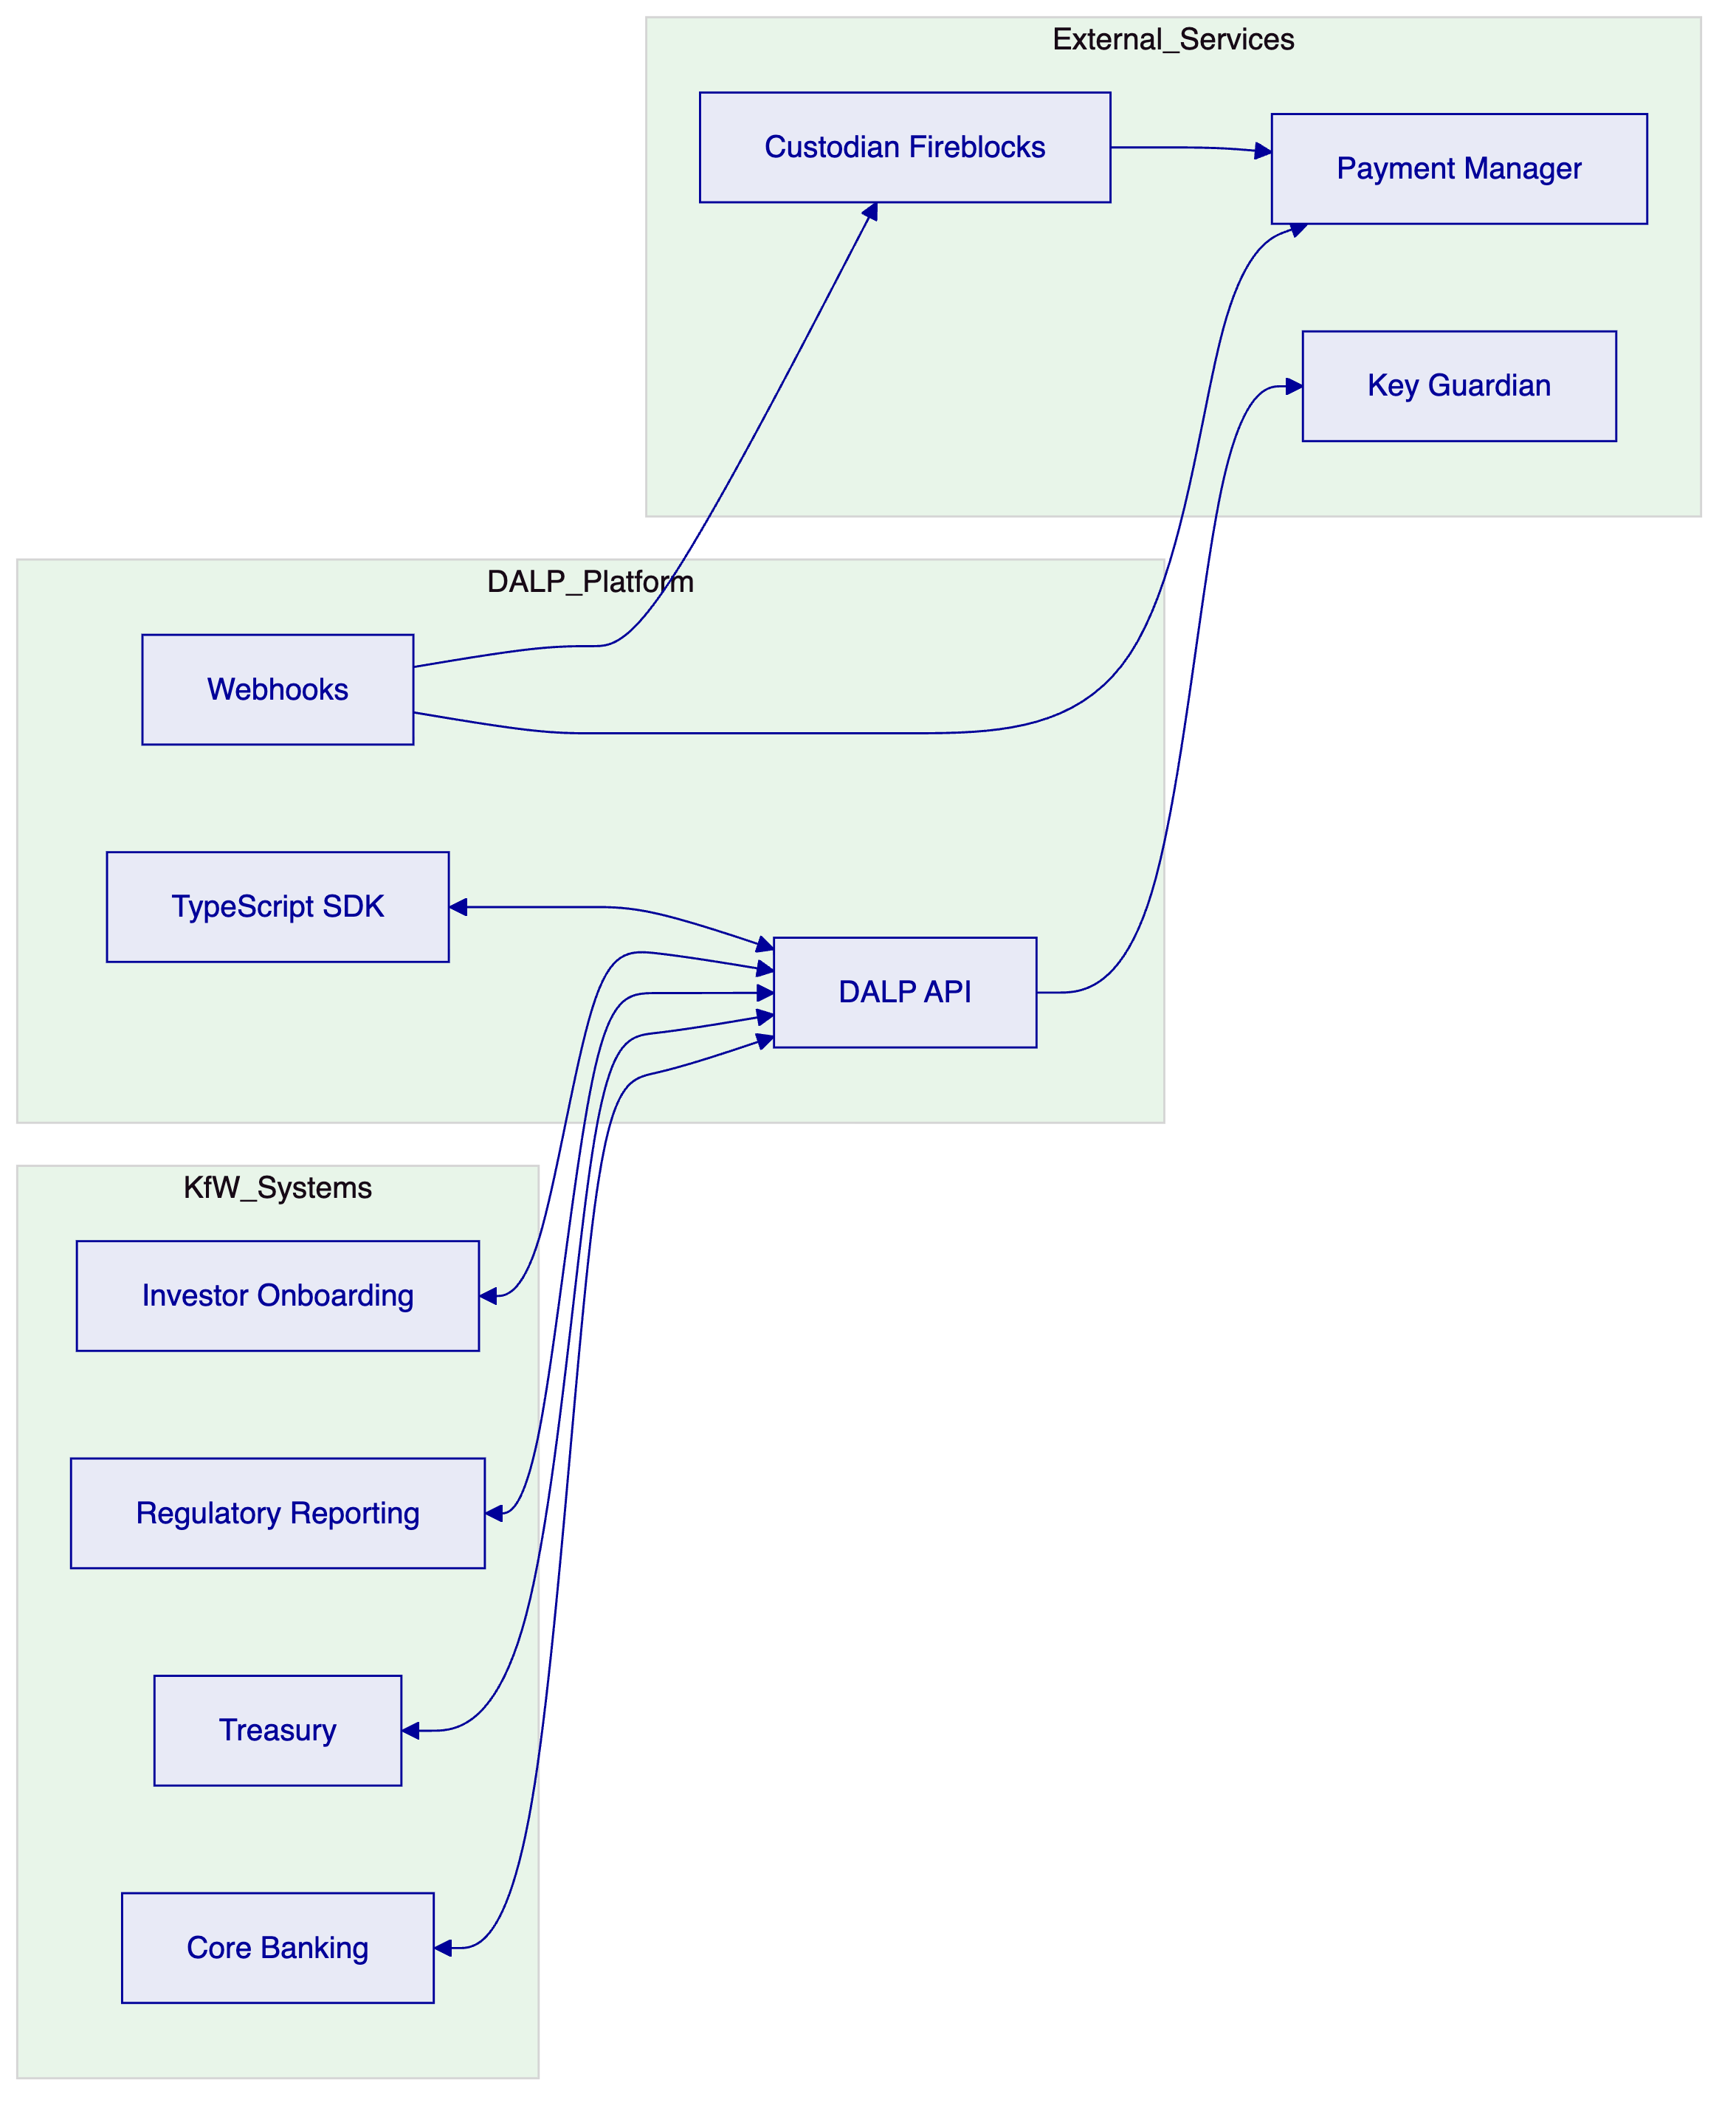 External_Services
Custodian Fireblocks
Payment Manager
Key Guardian
DALP_Platform
Webhooks
TypeScript SDK
DALP API
KfW_Systems
Investor Onboarding
Regulatory Reporting
Treasury
Core Banking